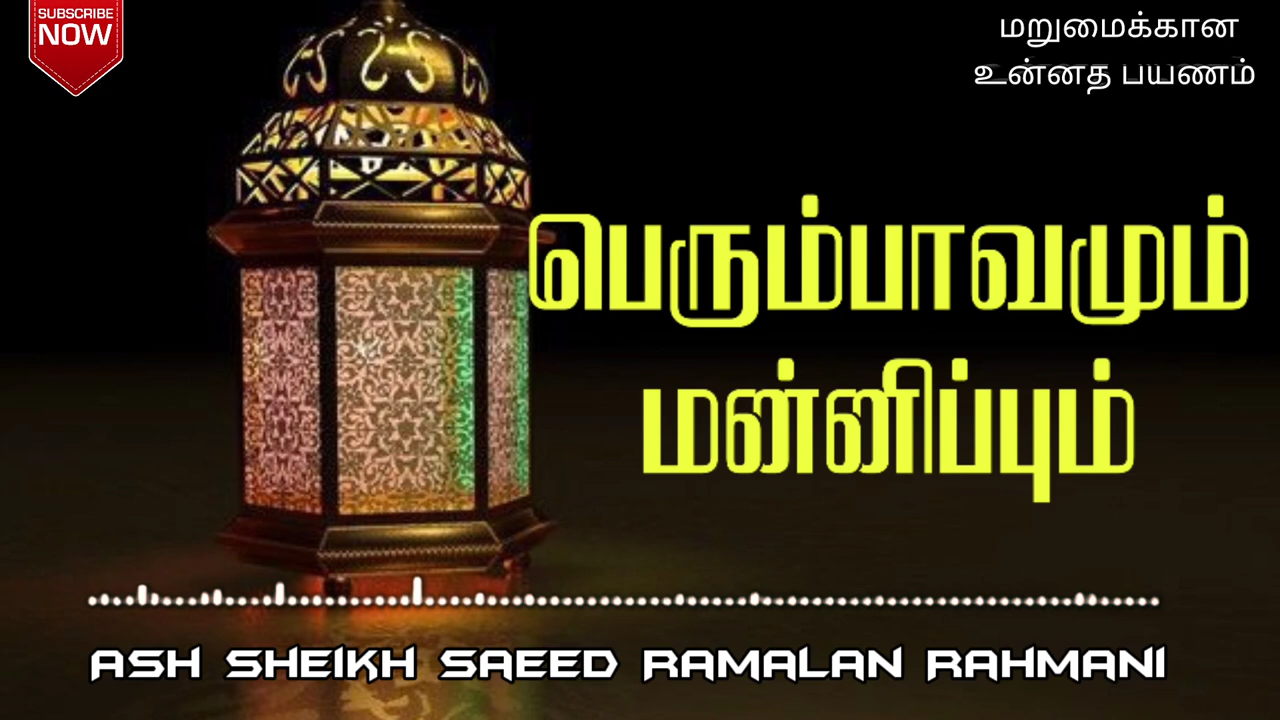 SUBSCRIBE
NOW
மறுமைக்கான
உன்னத பயணம்
பெரும்பாவமும்
மன்னிப்பும்
ASH SHEIKH SAEED RAMALAN RAHMANI